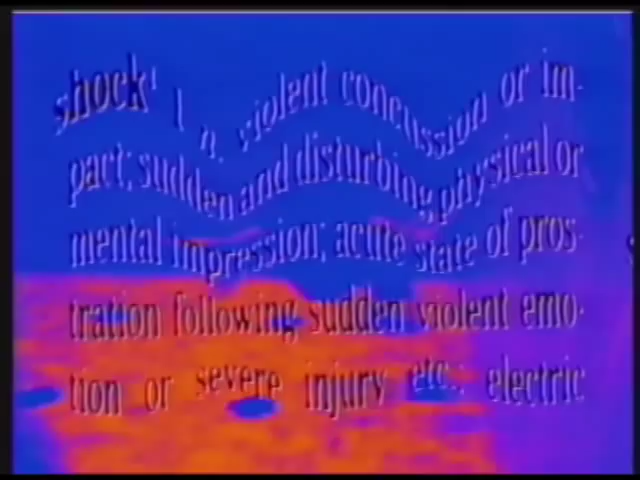 shock¹ 1 n. violent concussion or im-
pact; sudden and disturbing physical or
mental impression; acute state of pros-
tration following sudden violent emo-
tion or severe injury etc.; electric